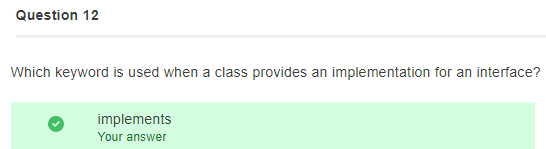 Question 12
Which keyword is used when a class provides an implementation for an interface?
implements
Your answer